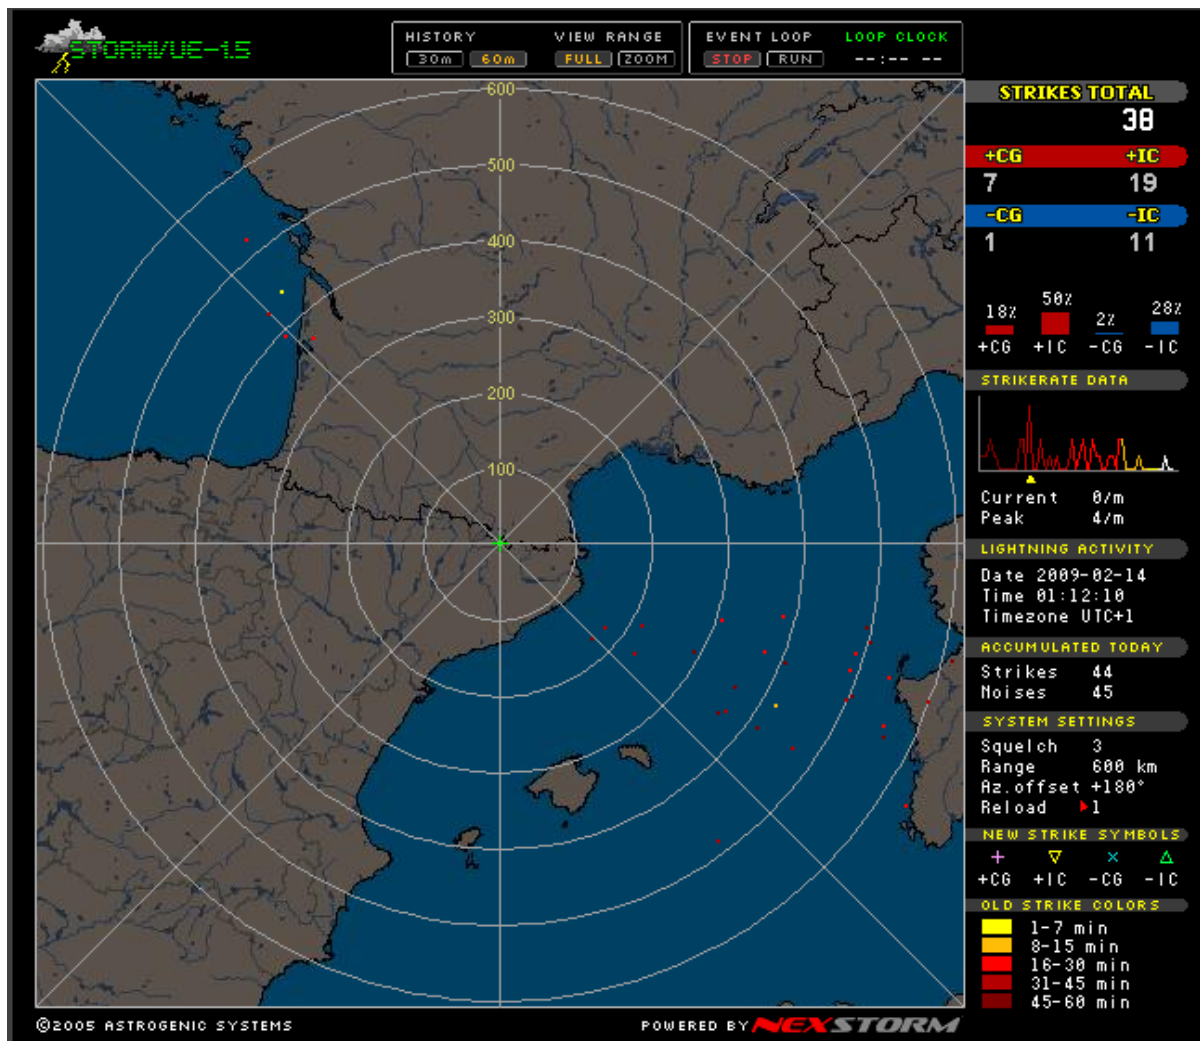 STORMVUE-1.5
HISTORY
30m 60m
VIEW RANGE
FULL ZOOM
EVENT LOOP
STOP RUN
LOOP CLOCK
--:-- --
600
500
400
300
200
100
STRIKES TOTAL
38
+CG +IC
7 19
-CG -IC
1 11
18% 50% 2% 28%
+CG +IC -CG -IC
STRIKERATE DATA
Current 0/m
Peak 4/m
LIGHTNING ACTIVITY
Date 2009-02-14
Time 01:12:10
Timezone UTC+1
ACCUMULATED TODAY
Strikes 44
Noises 45
SYSTEM SETTINGS
Squelch 3
Range 600 km
Az.offset +180°
Reload 1
NEW STRIKE SYMBOLS
+CG +IC -CG -IC
OLD STRIKE COLORS
1-7 min
8-15 min
16-30 min
31-45 min
45-60 min
©2005 ASTROGENIC SYSTEMS
POWERED BY NEXSTORM